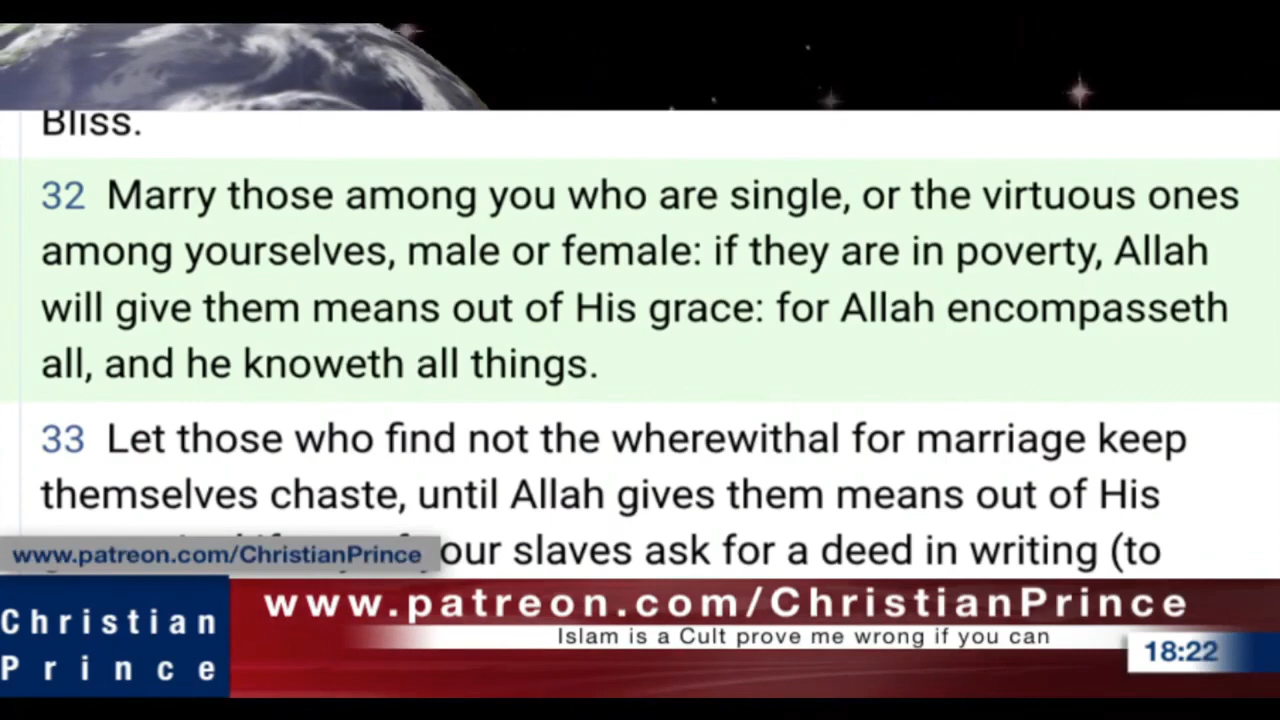 Bliss.
32 Marry those among you who are single, or the virtuous ones
among yourselves, male or female: if they are in poverty, Allah
will give them means out of His grace: for Allah encompasseth
all, and he knoweth all things.
33 Let those who find not the wherewithal for marriage keep
themselves chaste, until Allah gives them means out of His
our slaves ask for a deed in writing (to
www.patreon.com/ChristianPrince
Christian
Prince
www.patreon.com/ChristianPrince
Islam is a Cult prove me wrong if you can
18:22